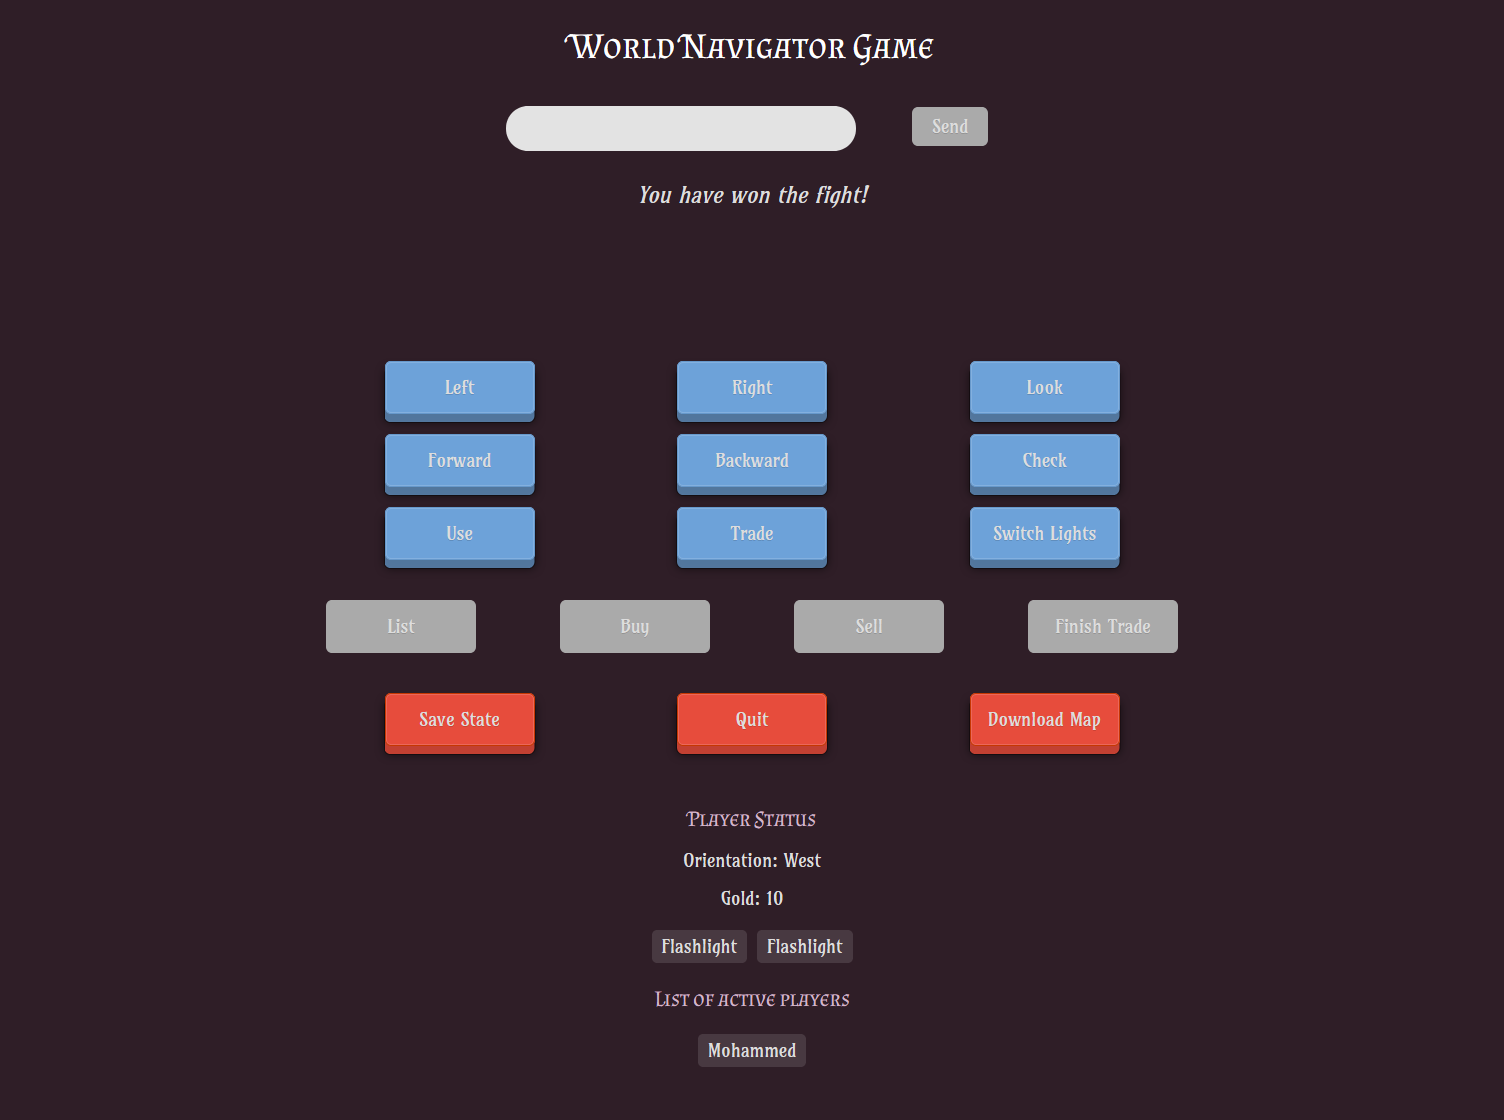 World Navigator Game
Send
You have won the fight!
Left Right Look
Forward Backward Check
Use Trade Switch Lights
List Buy Sell Finish Trade
Save State Quit Download Map
Player Status
Orientation: West
Gold: 10
Flashlight Flashlight
List of active players
Mohammed